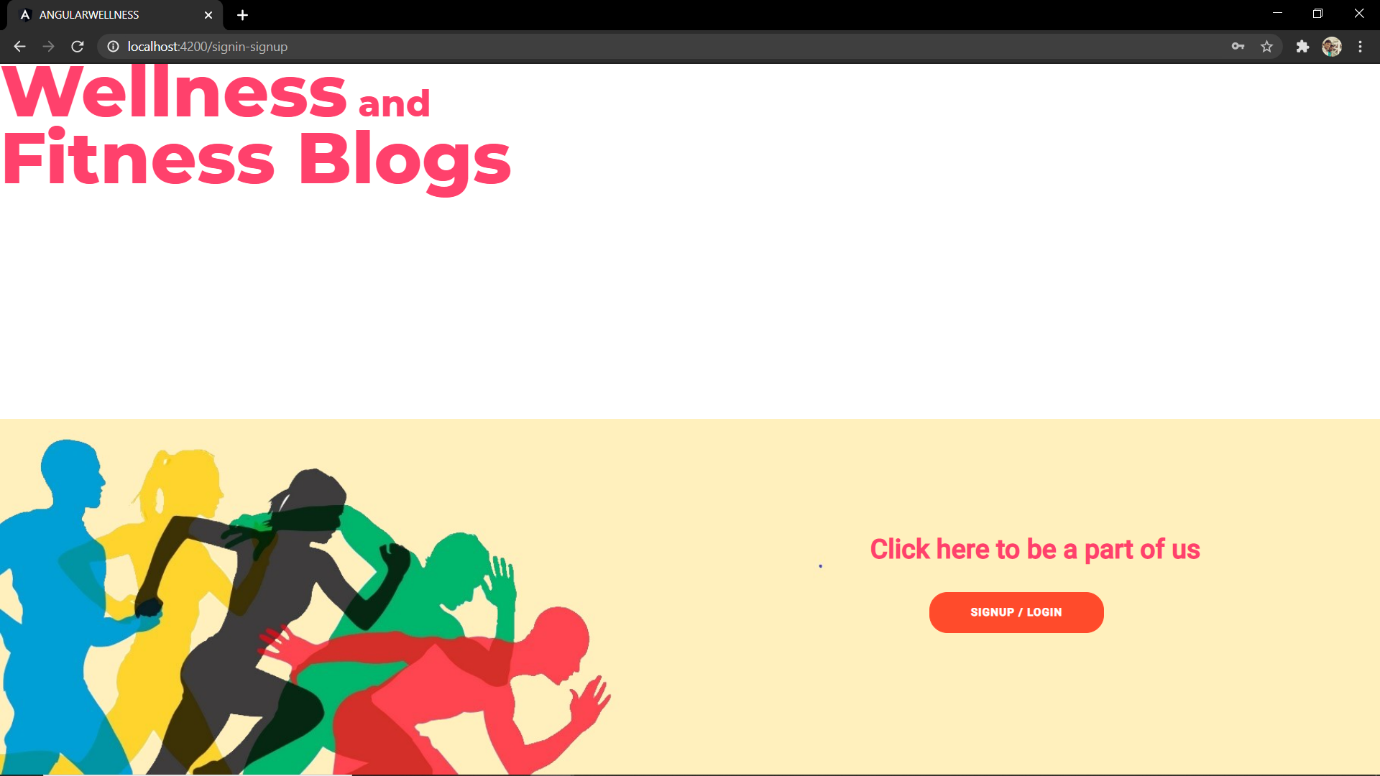 ANGULARWELLNESS
localhost:4200/signin-signup
Wellness and
Fitness Blogs
Click here to be a part of us
SIGNUP / LOGIN